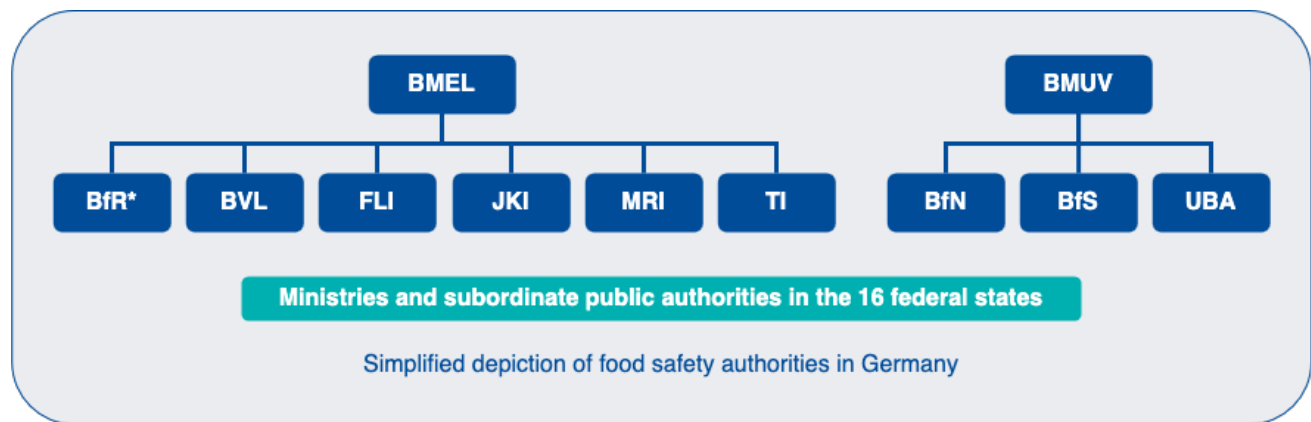 BMEL
BMUV
BfR*
BVL
FLI
JKI
MRI
TI
BfN
BfS
UBA
Ministries and subordinate public authorities in the 16 federal states
Simplified depiction of food safety authorities in Germany